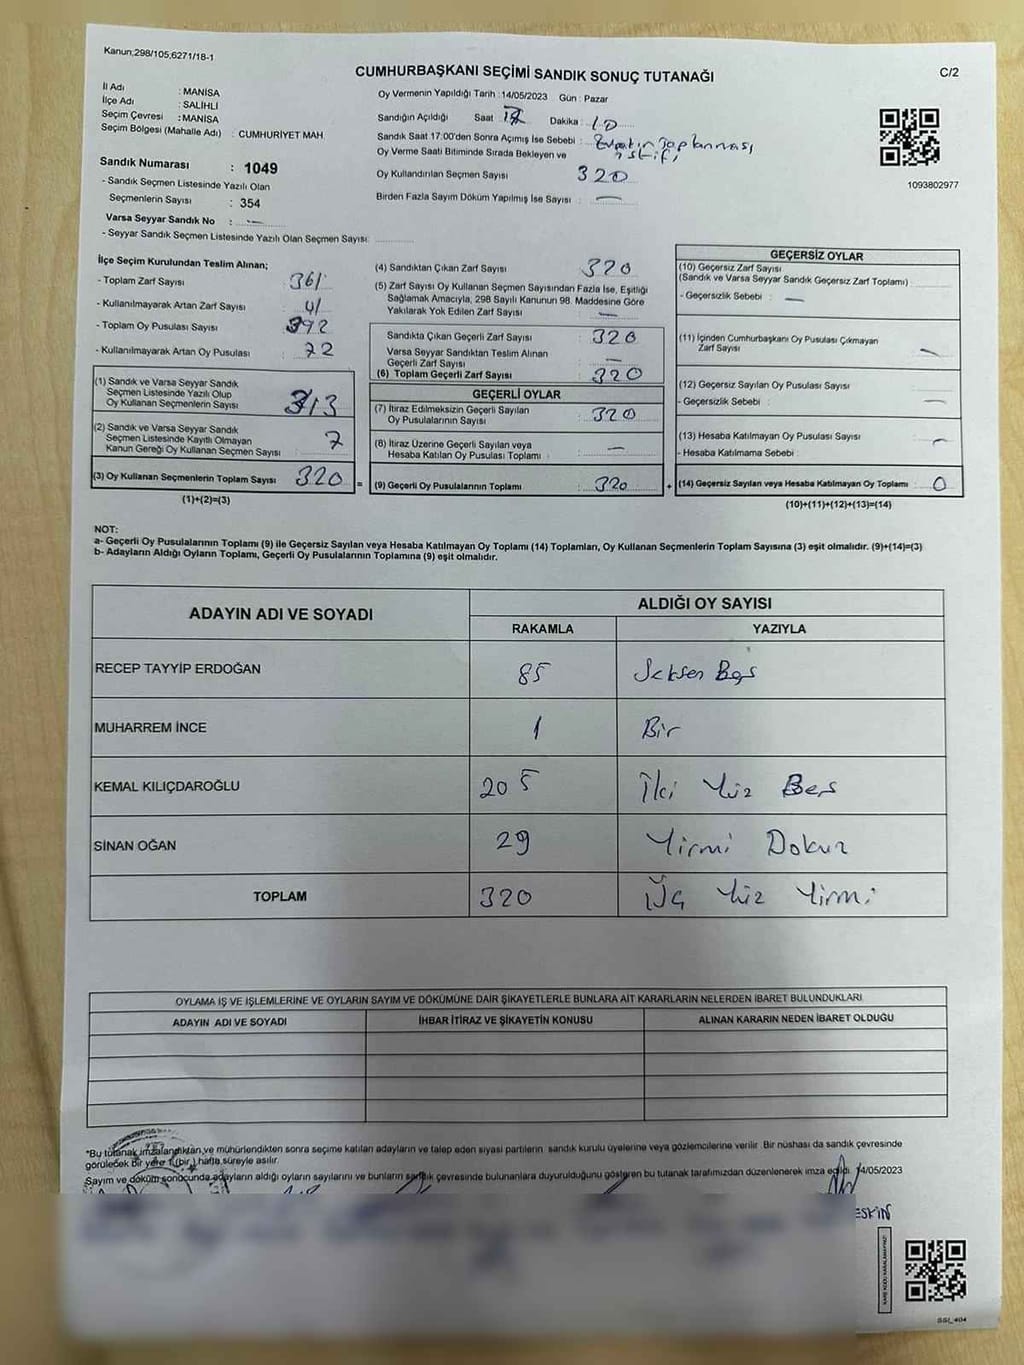 Kanun,298/105,6271/18-1
C/2
CUMHURBAŞKANI SEÇİMİ SANDIK SONUÇ TUTANAĞI
İl Adı : MANİSA
İlçe Adı : SALİHLİ
Seçim Çevresi : MANİSA
Seçim Bölgesi (Mahalle Adı) : CUMHURİYET MAH.
Sandık Numarası : 1049
- Sandık Seçmen Listesinde Yazılı Olan
Seçmenlerin Sayısı : 354
Varsa Seyyar Sandık No : —
- Seyyar Sandık Seçmen Listesinde Yazılı Olan Seçmen Sayısı:
Oy Vermenin Yapıldığı Tarih : 14/05/2023 Gün : Pazar
Sandığın Açıldığı Saat Dakika : 10
Sandık Saat 17.00'den Sonra Açımış İse Sebebi :
Oy Verme Saati Bitiminde Sırada Bekleyen ve
Oy Kullandırılan Seçmen Sayısı 320
Birden Fazla Sayım Döküm Yapılmış İse Sayısı : —
1093802977
İlçe Seçim Kurulundan Teslim Alınan;
- Toplam Zarf Sayısı : 361
- Kullanılmayarak Artan Zarf Sayısı : 41
- Toplam Oy Pusulası Sayısı : 392
- Kullanılmayarak Artan Oy Pusulası : 72
(1) Sandık ve Varsa Seyyar Sandık
Seçmen Listesinde Yazılı Olup
Oy Kullanan Seçmenlerin Sayısı : 313
(2) Sandık ve Varsa Seyyar Sandık
Seçmen Listesinde Kayıtlı Olmayan
Kanun Gereği Oy Kullanan Seçmen Sayısı : 7
(3) Oy Kullanan Seçmenlerin Toplam Sayısı : 320 =
(1)+(2)=(3)
(4) Sandıktan Çıkan Zarf Sayısı : 320
(5) Zarf Sayısı Oy Kullanan Seçmen Sayısından Fazla İse, Eşitliği
Sağlamak Amacıyla, 298 Sayılı Kanunun 98. Maddesine Göre
Yakılarak Yok Edilen Zarf Sayısı : —
Sandıkta Çıkan Geçerli Zarf Sayısı : 320
Varsa Seyyar Sandıktan Teslim Alınan
Geçerli Zarf Sayısı : —
(6) Toplam Geçerli Zarf Sayısı : 320
GEÇERLİ OYLAR
(7) İtiraz Edilmeksizin Geçerli Sayılan
Oy Pusulalarının Sayısı : 320
(8) İtiraz Üzerine Geçerli Sayılan veya
Hesaba Katılan Oy Pusulası Toplamı : —
(9) Geçerli Oy Pusulalarının Toplamı : 320 +
GEÇERSİZ OYLAR
(10) Geçersiz Zarf Sayısı
(Sandık ve Varsa Seyyar Sandık Geçersiz Zarf Toplamı) :
- Geçersizlik Sebebi : —
(11) İçinden Cumhurbaşkanı Oy Pusulası Çıkmayan
Zarf Sayısı : —
(12) Geçersiz Sayılan Oy Pusulası Sayısı :
- Geçersizlik Sebebi : —
(13) Hesaba Katılmayan Oy Pusulası Sayısı : —
- Hesaba Katılmama Sebebi :
(14) Geçersiz Sayılan veya Hesaba Katılmayan Oy Toplamı : 0
(10)+(11)+(12)+(13)=(14)
NOT:
a- Geçerli Oy Pusulalarının Toplamı (9) ile Geçersiz Sayılan veya Hesaba Katılmayan Oy Toplamı (14) Toplamları, Oy Kullanan Seçmenlerin Toplam Sayısına (3) eşit olmalıdır. (9)+(14)=(3)
b- Adayların Aldığı Oyların Toplamı, Geçerli Oy Pusulalarının Toplamına (9) eşit olmalıdır.
ADAYIN ADI VE SOYADI ALDIĞI OY SAYISI
RAKAMLA YAZIYLA
RECEP TAYYİP ERDOĞAN 85 Seksen Beş
MUHARREM İNCE 1 Bir
KEMAL KILIÇDAROĞLU 205 İki Yüz Beş
SİNAN OĞAN 29 Yirmi Dokuz
TOPLAM 320 Üç Yüz Yirmi
OYLAMA İŞ VE İŞLEMLERİNE VE OYLARIN SAYIM VE DÖKÜMÜNE DAİR ŞİKAYETLERLE BUNLARA AİT KARARLARIN NELERDEN İBARET BULUNDUKLARI
ADAYIN ADI VE SOYADI İHBAR İTİRAZ VE ŞİKAYETİN KONUSU ALINAN KARARIN NEDEN İBARET OLDUĞU
*Bu tutanak imzalandıktan ve mühürlendikten sonra seçime katılan adayların ve talep eden siyasi partilerin sandık kurulu üyelerine veya gözlemcilerine verilir. Bir nüshası da sandık çevresinde
görülecek bir yere 1 (bir) hafta süreyle asılır.
Sayım ve döküm sonucunda adayların aldığı oyların sayılarını ve bunların sandık çevresinde bulunanlara duyurulduğunu gösteren bu tutanak tarafımızdan düzenlenerek imza edildi. 14/05/2023
ESKİN
KARE KODU KARALAMAYINIZ!